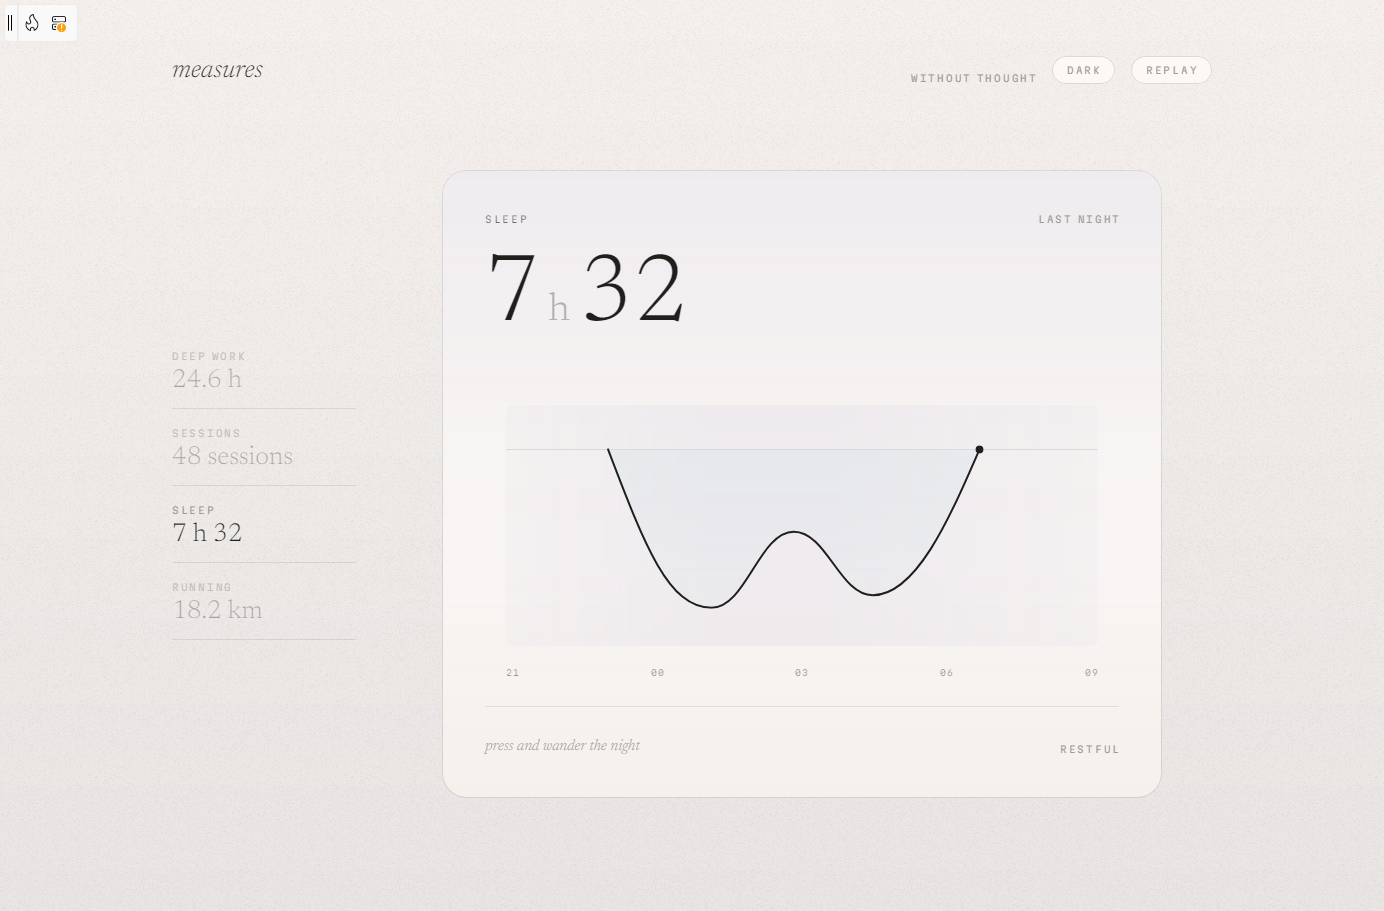 measures
WITHOUT THOUGHT
DARK
REPLAY
DEEP WORK
24.6 h
SESSIONS
48 sessions
SLEEP
7 h 32
RUNNING
18.2 km
SLEEP
LAST NIGHT
7 h 32
21 00 03 06 09
press and wander the night
RESTFUL